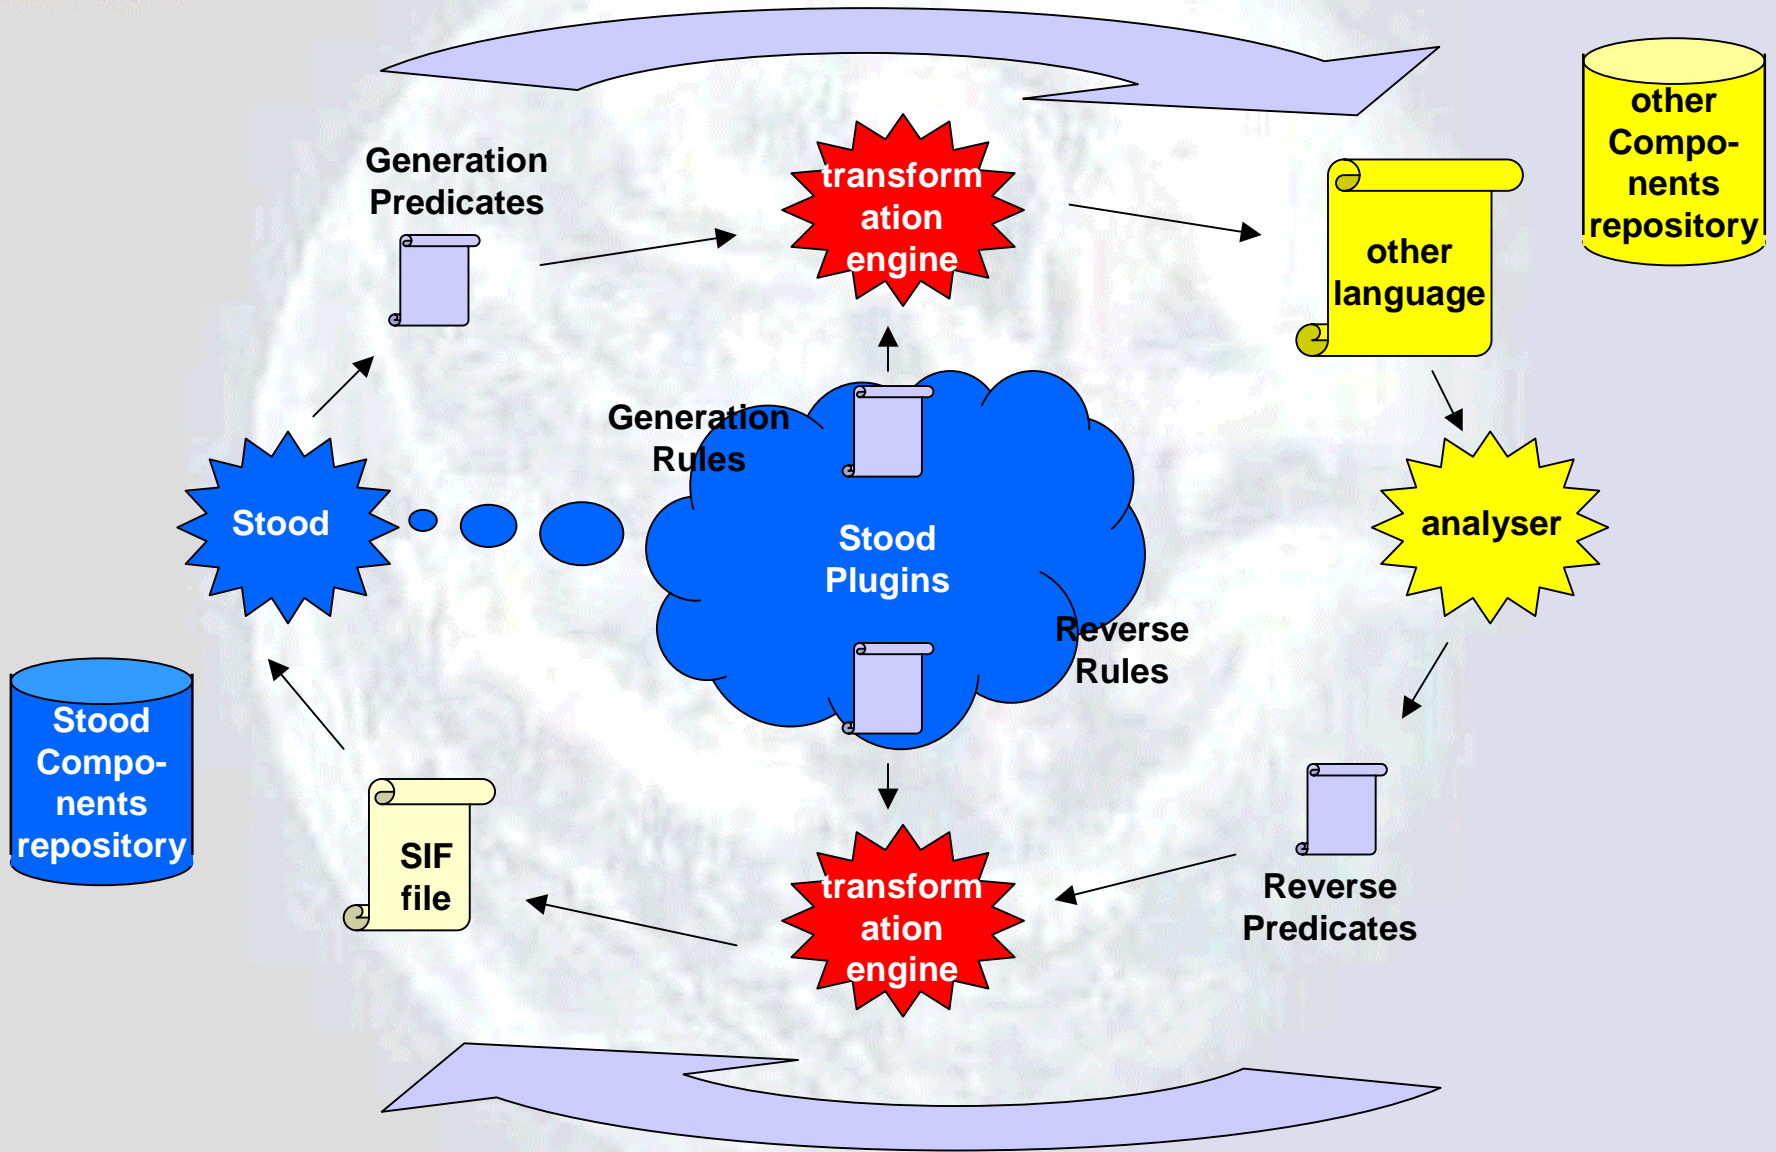 other
Compo-
nents
repository
Generation
Predicates
transform
ation
engine
other
language
Generation
Rules
Stood
Stood
Plugins
analyser
Reverse
Rules
Stood
Compo-
nents
repository
SIF
file
transform
ation
engine
Reverse
Predicates